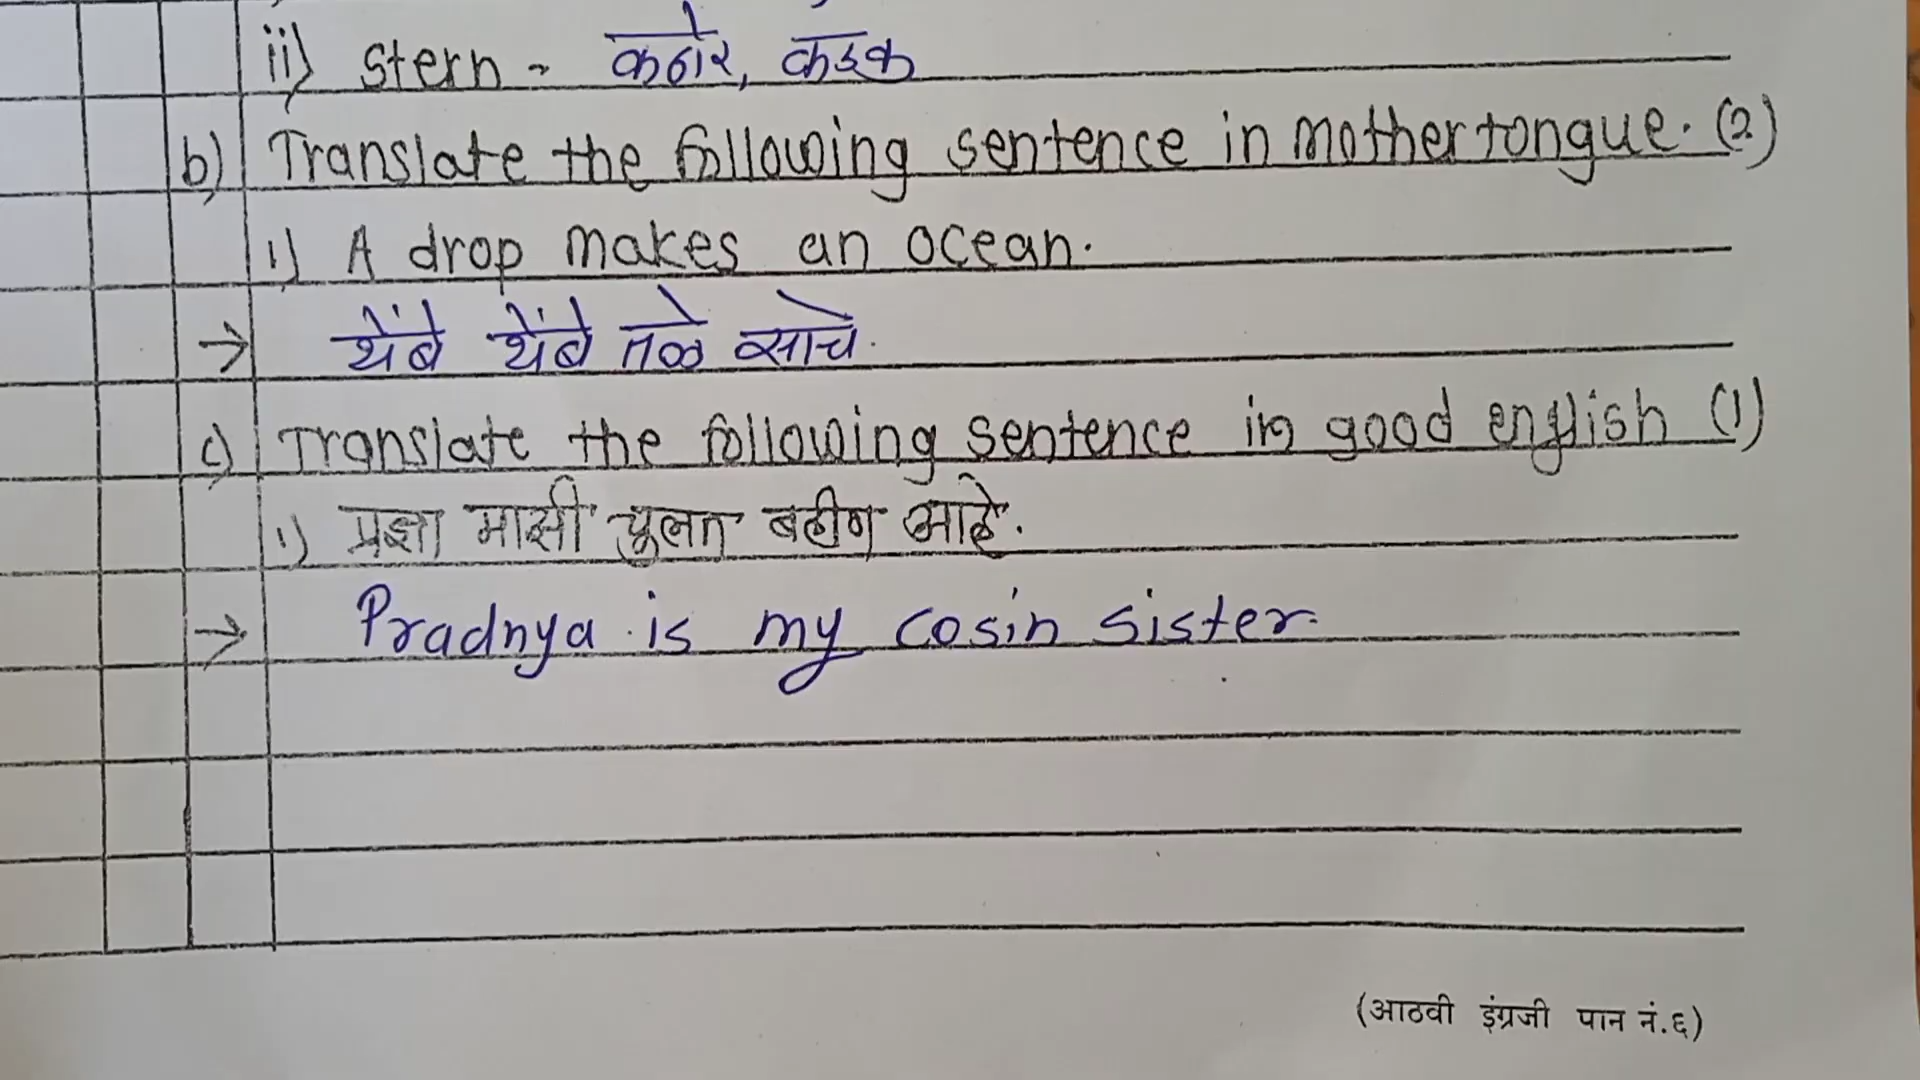 ii) stern - कठोर, कडक
b) Translate the following sentence in mother tongue. (2)
1) A drop makes an ocean.
→ थेंबे थेंबे तळे साचे.
c) Translate the following sentence in good english (1)
1) प्रज्ञा माझी चुलत बहीण आहे.
→ Pradnya is my cosin sister.
(आठवी इंग्रजी पान नं.६)